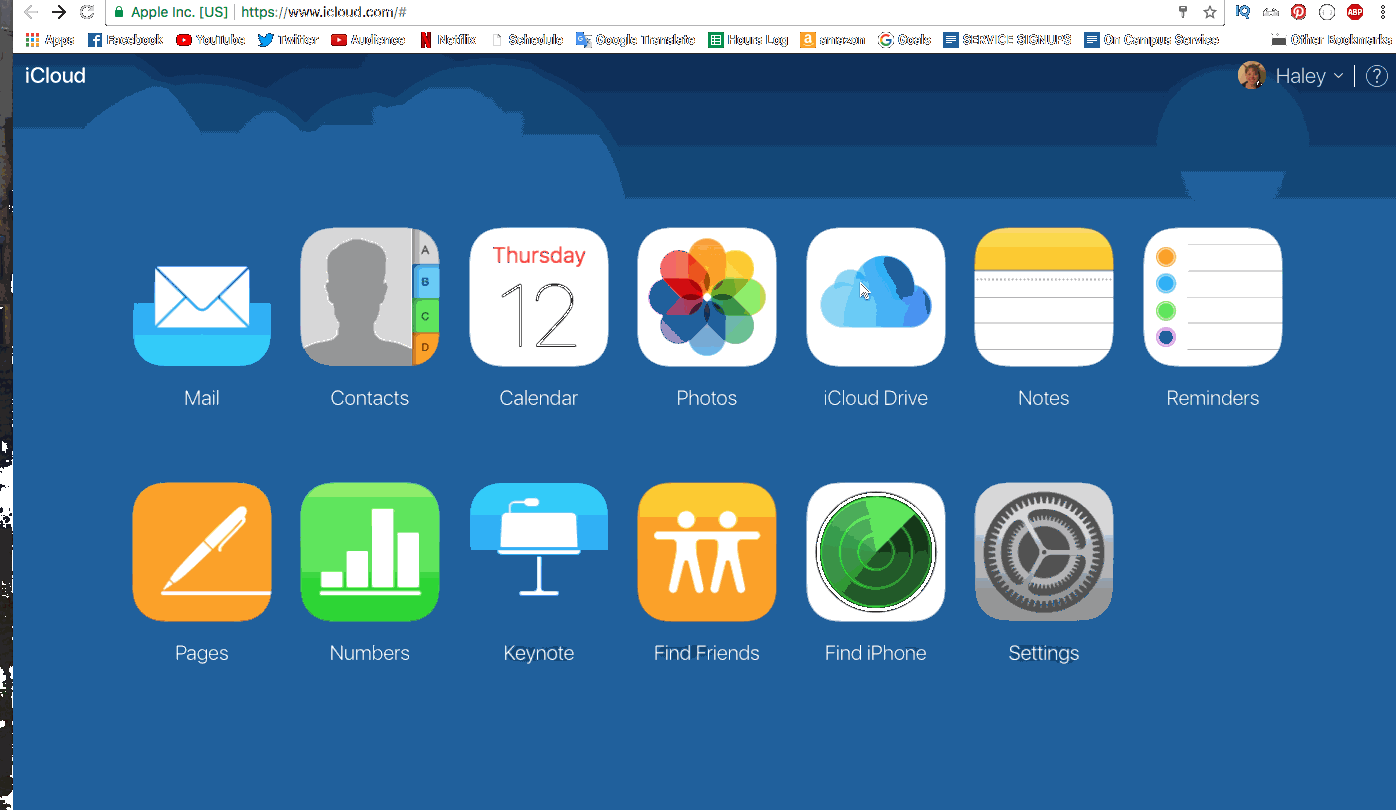 Apple Inc. [US] https://www.icloud.com/# ABP
Apps Facebook YouTube Twitter Audience Netflix Schedule Google Translate Hours Log amazon Goals SERVICE SIGNUPS On Campus Service Other Bookmarks
iCloud Haley ?
A
B
C
D
Thursday
12
Mail Contacts Calendar Photos iCloud Drive Notes Reminders
Pages Numbers Keynote Find Friends Find iPhone Settings